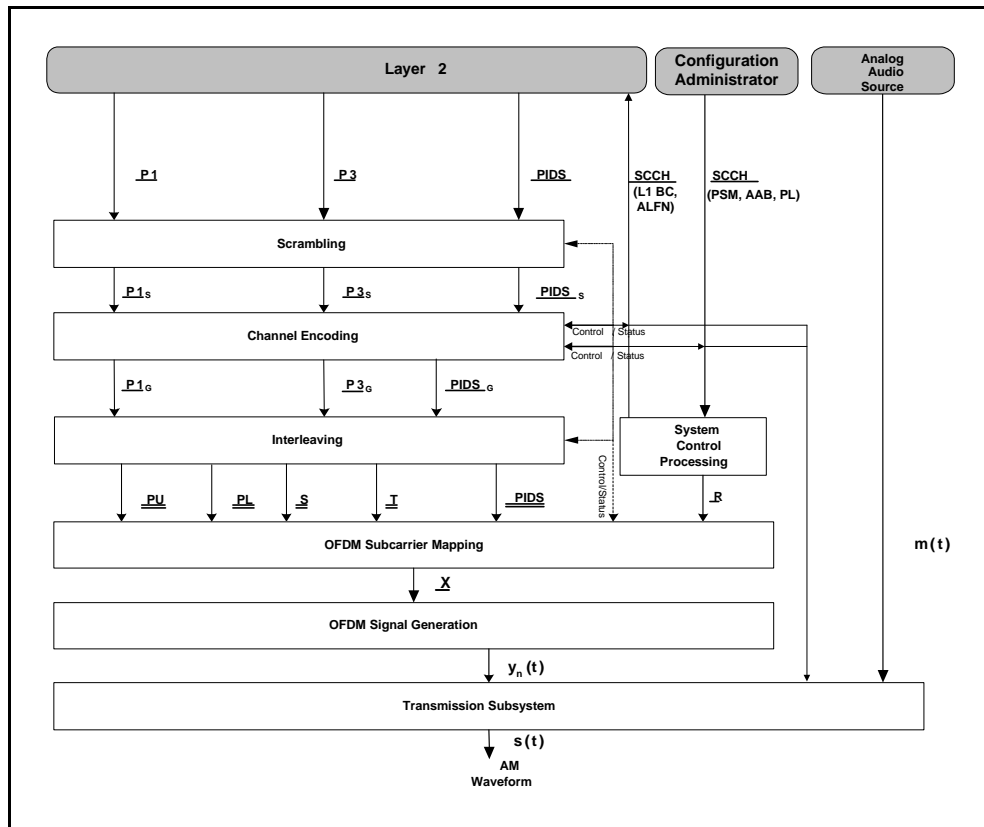 Layer 2
Configuration
Administrator
Analog
Audio
Source
P1
P3
PIDS
SCCH
(L1 BC,
ALFN)
SCCH
(PSM, AAB, PL)
Scrambling
P1S
P3S
PIDS S
Channel Encoding
Control / Status
Control / Status
P1G
P3G
PIDS G
Interleaving
System
Control
Processing
Control/Status
PU
PL
S
T
PIDS
R
OFDM Subcarrier Mapping
m(t)
X
OFDM Signal Generation
yn(t)
Transmission Subsystem
s(t)
AM
Waveform